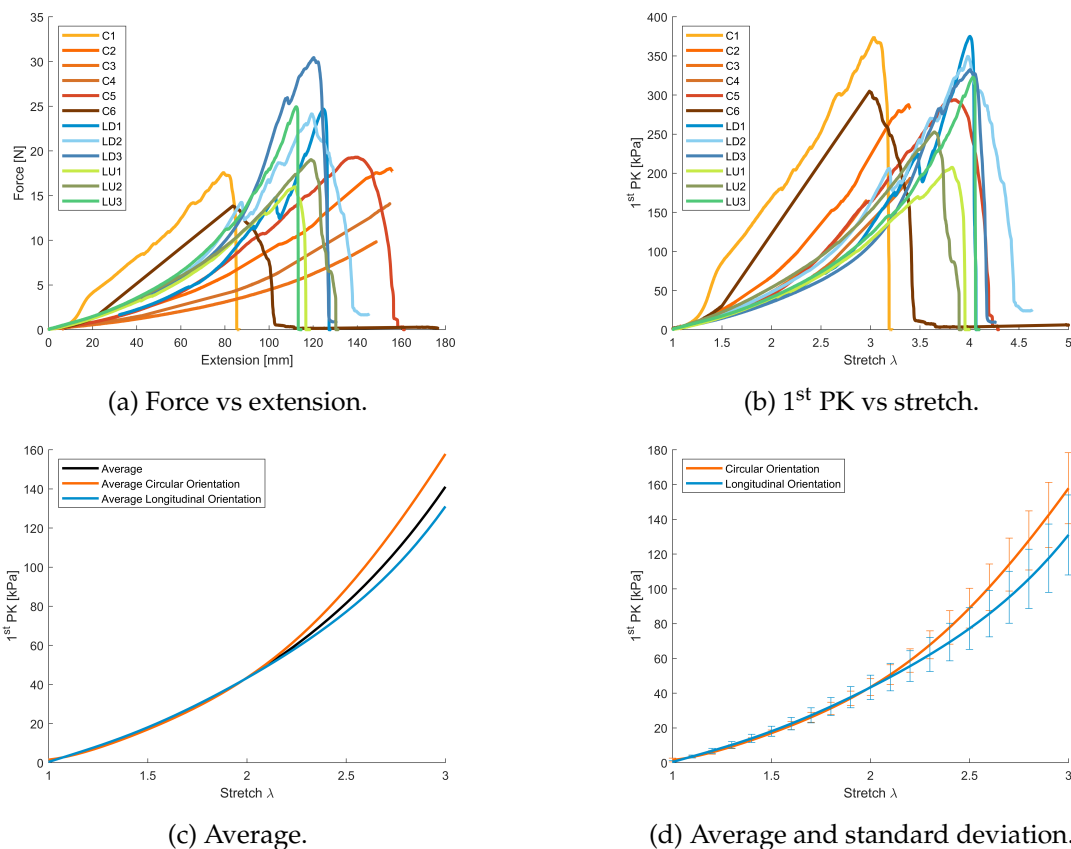 35
30
25
20
15
10
5
0
Force [N]
0 20 40 60 80 100 120 140 160 180
Extension [mm]
C1
C2
C3
C4
C5
C6
LD1
LD2
LD3
LU1
LU2
LU3
(a) Force vs extension.
400
350
300
250
200
150
100
50
0
1st PK [kPa]
1 1.5 2 2.5 3 3.5 4 4.5 5
Stretch λ
C1
C2
C3
C4
C5
C6
LD1
LD2
LD3
LU1
LU2
LU3
(b) 1st PK vs stretch.
160
140
120
100
80
60
40
20
0
1st PK [kPa]
1 1.5 2 2.5 3
Stretch λ
Average
Average Circular Orientation
Average Longitudinal Orientation
(c) Average.
180
160
140
120
100
80
60
40
20
0
1st PK [kPa]
1 1.5 2 2.5 3
Stretch λ
Circular Orientation
Longitudinal Orientation
(d) Average and standard deviation.